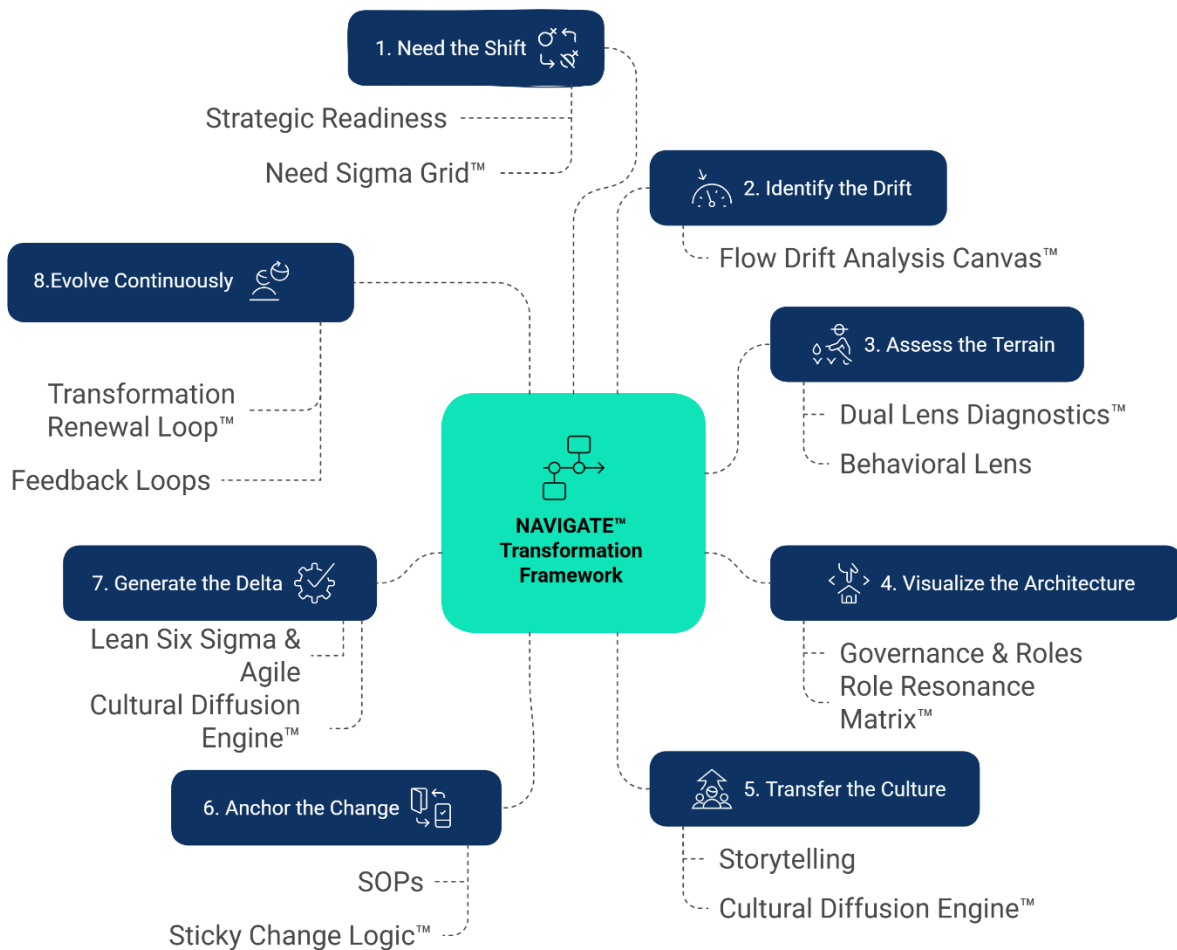 1. Need the Shift
Strategic Readiness
Need Sigma Grid™
2. Identify the Drift
Flow Drift Analysis Canvas™
3. Assess the Terrain
Dual Lens Diagnostics™
Behavioral Lens
4. Visualize the Architecture
Governance & Roles
Role Resonance
Matrix™
5. Transfer the Culture
Storytelling
Cultural Diffusion Engine™
6. Anchor the Change
SOPs
Sticky Change Logic™
7. Generate the Delta
Lean Six Sigma &
Agile
Cultural Diffusion
Engine™
8.Evolve Continuously
Transformation
Renewal Loop™
Feedback Loops
NAVIGATE™
Transformation
Framework